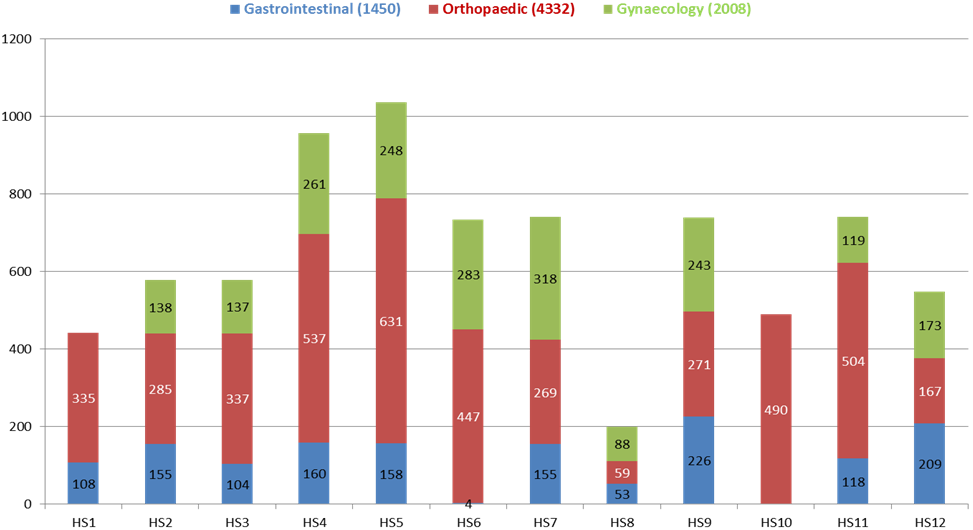 Gastrointestinal (1450) Orthopaedic (4332) Gynaecology (2008)
1200
1000
248
261
800
119
283 318 243
600
138 137
537 631 173
504
400
335 285 337 447 269 271 490 167
200
88
108 155 104 160 158 155 59 226 118 209
53
0 4
HS1 HS2 HS3 HS4 HS5 HS6 HS7 HS8 HS9 HS10 HS11 HS12